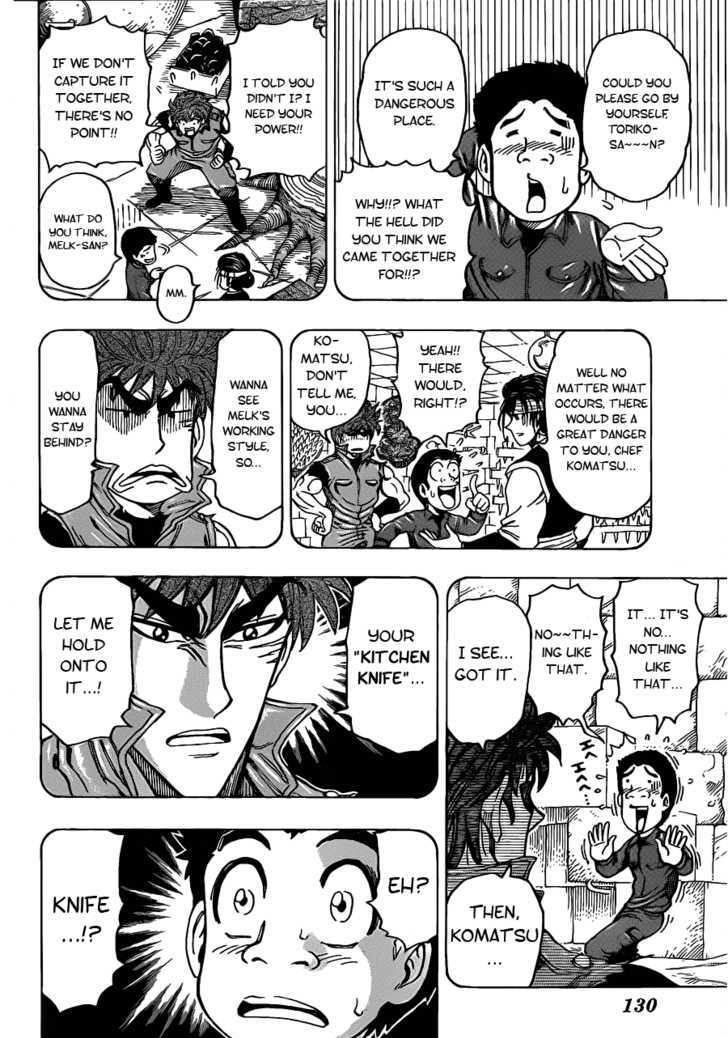 COULD YOU
PLEASE GO BY
YOURSELF,
TORIKO-
SA~~~N?
IT'S SUCH A
DANGEROUS
PLACE.
WHY!!? WHAT
THE HELL DID
YOU THINK WE
CAME TOGETHER
FOR!!?
I TOLD YOU
DIDN'T I? I
NEED YOUR
POWER!!
IF WE DON'T
CAPTURE IT
TOGETHER,
THERE'S NO
POINT!!
WHAT DO
YOU THINK,
MELK-SAN?
MM.
WELL NO
MATTER WHAT
OCCURS, THERE
WOULD BE A
GREAT DANGER
TO YOU, CHEF
KOMATSU...
YEAH!!
THERE
WOULD,
RIGHT!?
KO-
MATSU,
DON'T
TELL ME,
YOU...
WANNA
SEE
MELK'S
WORKING
STYLE,
SO...
YOU
WANNA
STAY
BEHIND?
IT... IT'S
NO...
NOTHING
LIKE
THAT...
NO~~TH-
ING LIKE
THAT.
I SEE...
GOT IT.
THEN,
KOMATSU
...
YOUR
"KITCHEN
KNIFE"...
LET ME
HOLD
ONTO
IT...!
EH?
KNIFE
...!?
130